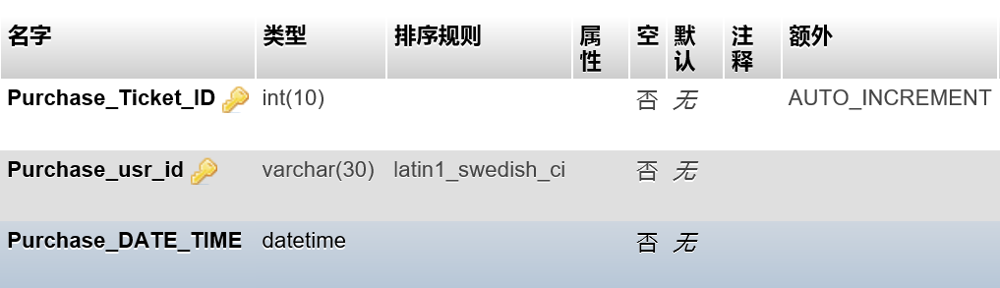 名字 类型 排序规则 属性 空 默认 注释 额外
Purchase_Ticket_ID int(10) 否 无 AUTO_INCREMENT
Purchase_usr_id varchar(30) latin1_swedish_ci 否 无
Purchase_DATE_TIME datetime 否 无